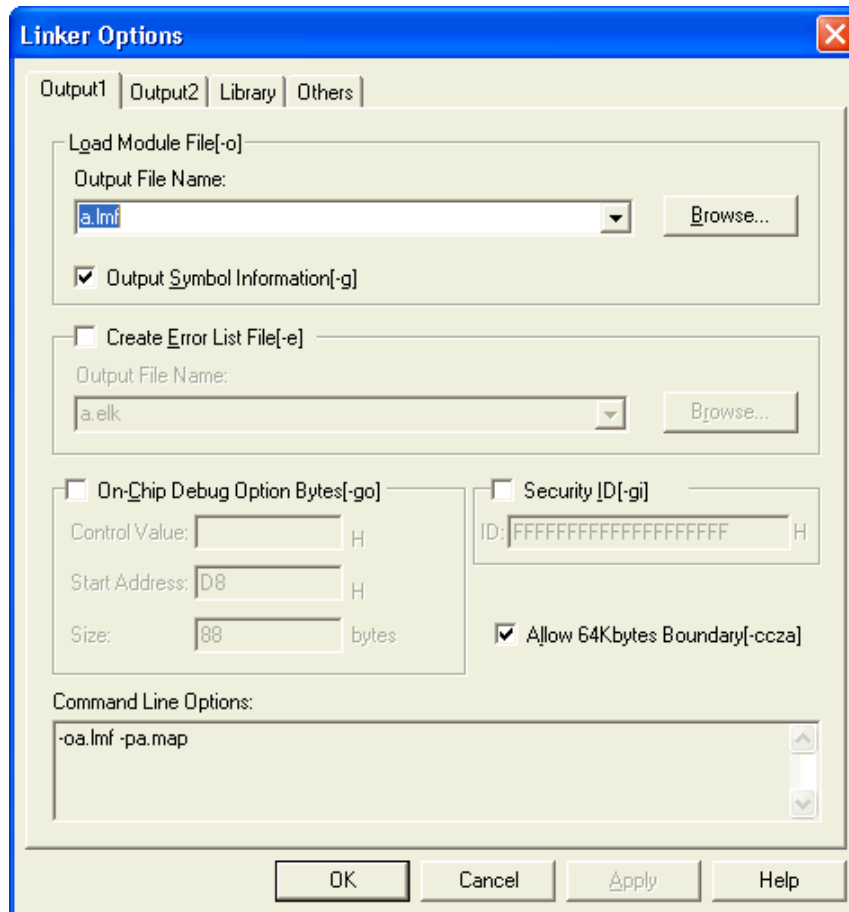 Linker Options
Output1 Output2 Library Others
Load Module File[-o]
Output File Name:
a.lmf Browse...
Output Symbol Information[-g]
Create Error List File[-e]
Output File Name:
a.elk Browse...
On-Chip Debug Option Bytes[-go] Security ID[-gi]
Control Value: H ID: FFFFFFFFFFFFFFFFFFFF H
Start Address: D8 H
Size: 88 bytes Allow 64Kbytes Boundary[-ccza]
Command Line Options:
-oa.lmf -pa.map
OK Cancel Apply Help